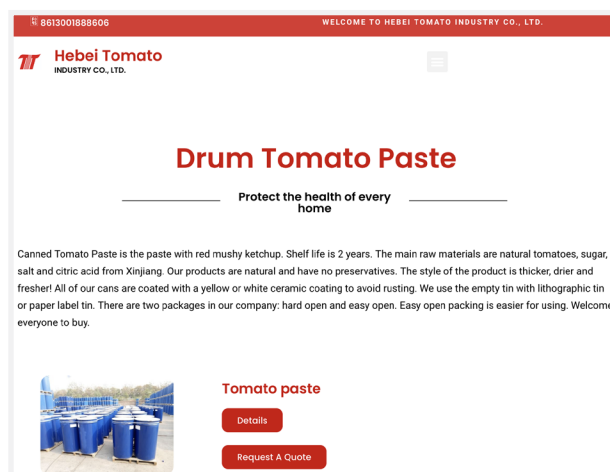 8613001888606
WELCOME TO HEBEI TOMATO INDUSTRY CO., LTD.
Hebei Tomato
INDUSTRY CO., LTD.
Drum Tomato Paste
Protect the health of every
home
Canned Tomato Paste is the paste with red mushy ketchup. Shelf life is 2 years. The main raw materials are natural tomatoes, sugar,
salt and citric acid from Xinjiang. Our products are natural and have no preservatives. The style of the product is thicker, drier and
fresher! All of our cans are coated with a yellow or white ceramic coating to avoid rusting. We use the empty tin with lithographic tin
or paper label tin. There are two packages in our company: hard open and easy open. Easy open packing is easier for using. Welcome
everyone to buy.
Tomato paste
Details
Request A Quote